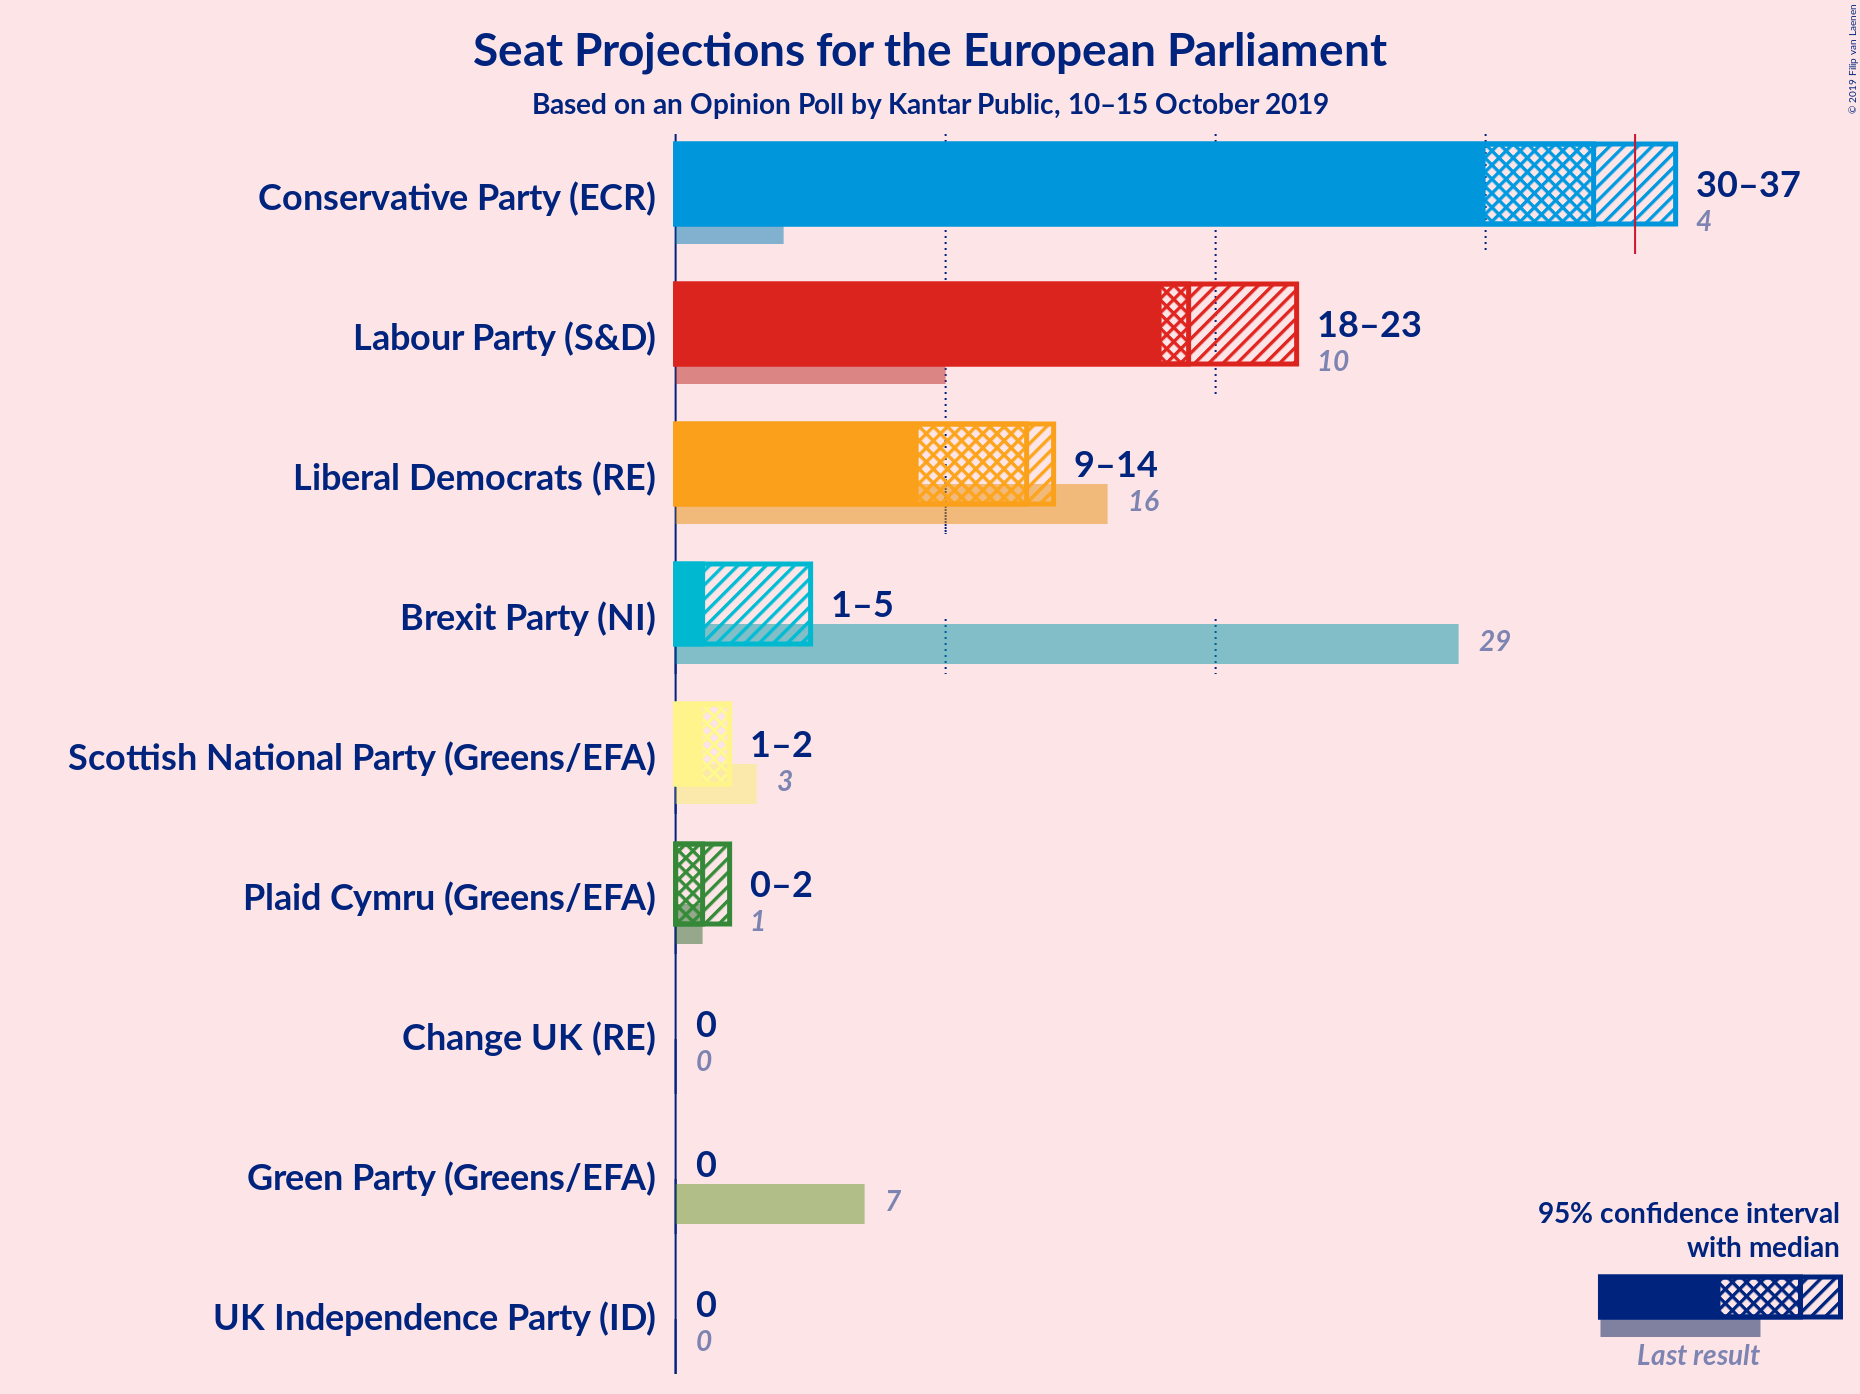 Seat Projections for the European Parliament
Based on an Opinion Poll by Kantar Public, 10–15 October 2019
© 2019 Filip van Laenen
Conservative Party (ECR)
30–37
4
Labour Party (S&D)
18–23
10
Liberal Democrats (RE)
9–14
16
Brexit Party (NI)
1–5
29
Scottish National Party (Greens/EFA)
1–2
3
Plaid Cymru (Greens/EFA)
0–2
1
Change UK (RE)
0
0
Green Party (Greens/EFA)
0
7
UK Independence Party (ID)
0
0
95% confidence interval
with median
Last result